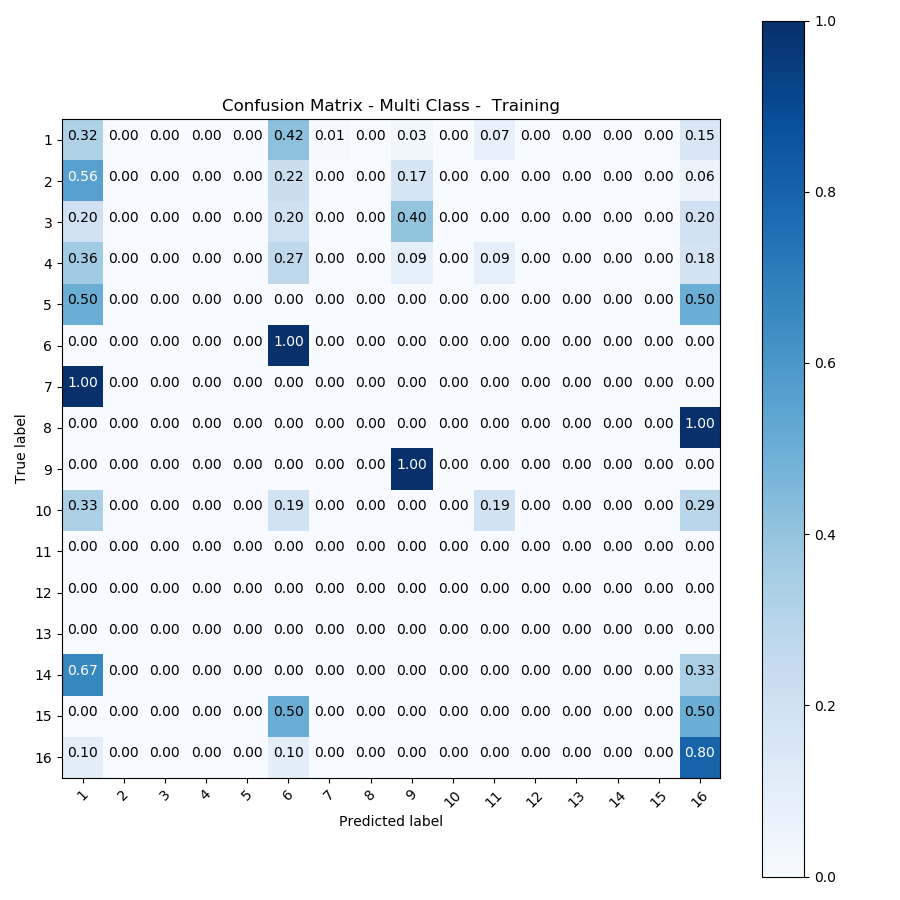 Confusion Matrix - Multi Class -  Training
1 0.32 0.00 0.00 0.00 0.00 0.42 0.01 0.00 0.03 0.00 0.07 0.00 0.00 0.00 0.00 0.15
2 0.56 0.00 0.00 0.00 0.00 0.22 0.00 0.00 0.17 0.00 0.00 0.00 0.00 0.00 0.00 0.06
3 0.20 0.00 0.00 0.00 0.00 0.20 0.00 0.00 0.40 0.00 0.00 0.00 0.00 0.00 0.00 0.20
4 0.36 0.00 0.00 0.00 0.00 0.27 0.00 0.00 0.09 0.00 0.09 0.00 0.00 0.00 0.00 0.18
5 0.50 0.00 0.00 0.00 0.00 0.00 0.00 0.00 0.00 0.00 0.00 0.00 0.00 0.00 0.00 0.50
6 0.00 0.00 0.00 0.00 0.00 1.00 0.00 0.00 0.00 0.00 0.00 0.00 0.00 0.00 0.00 0.00
7 1.00 0.00 0.00 0.00 0.00 0.00 0.00 0.00 0.00 0.00 0.00 0.00 0.00 0.00 0.00 0.00
8 0.00 0.00 0.00 0.00 0.00 0.00 0.00 0.00 0.00 0.00 0.00 0.00 0.00 0.00 0.00 1.00
9 0.00 0.00 0.00 0.00 0.00 0.00 0.00 0.00 1.00 0.00 0.00 0.00 0.00 0.00 0.00 0.00
10 0.33 0.00 0.00 0.00 0.00 0.19 0.00 0.00 0.00 0.00 0.19 0.00 0.00 0.00 0.00 0.29
11 0.00 0.00 0.00 0.00 0.00 0.00 0.00 0.00 0.00 0.00 0.00 0.00 0.00 0.00 0.00 0.00
12 0.00 0.00 0.00 0.00 0.00 0.00 0.00 0.00 0.00 0.00 0.00 0.00 0.00 0.00 0.00 0.00
13 0.00 0.00 0.00 0.00 0.00 0.00 0.00 0.00 0.00 0.00 0.00 0.00 0.00 0.00 0.00 0.00
14 0.67 0.00 0.00 0.00 0.00 0.00 0.00 0.00 0.00 0.00 0.00 0.00 0.00 0.00 0.00 0.33
15 0.00 0.00 0.00 0.00 0.00 0.50 0.00 0.00 0.00 0.00 0.00 0.00 0.00 0.00 0.00 0.50
16 0.10 0.00 0.00 0.00 0.00 0.10 0.00 0.00 0.00 0.00 0.00 0.00 0.00 0.00 0.00 0.80
1 2 3 4 5 6 7 8 9 10 11 12 13 14 15 16
Predicted label
True label
1.0
0.8
0.6
0.4
0.2
0.0